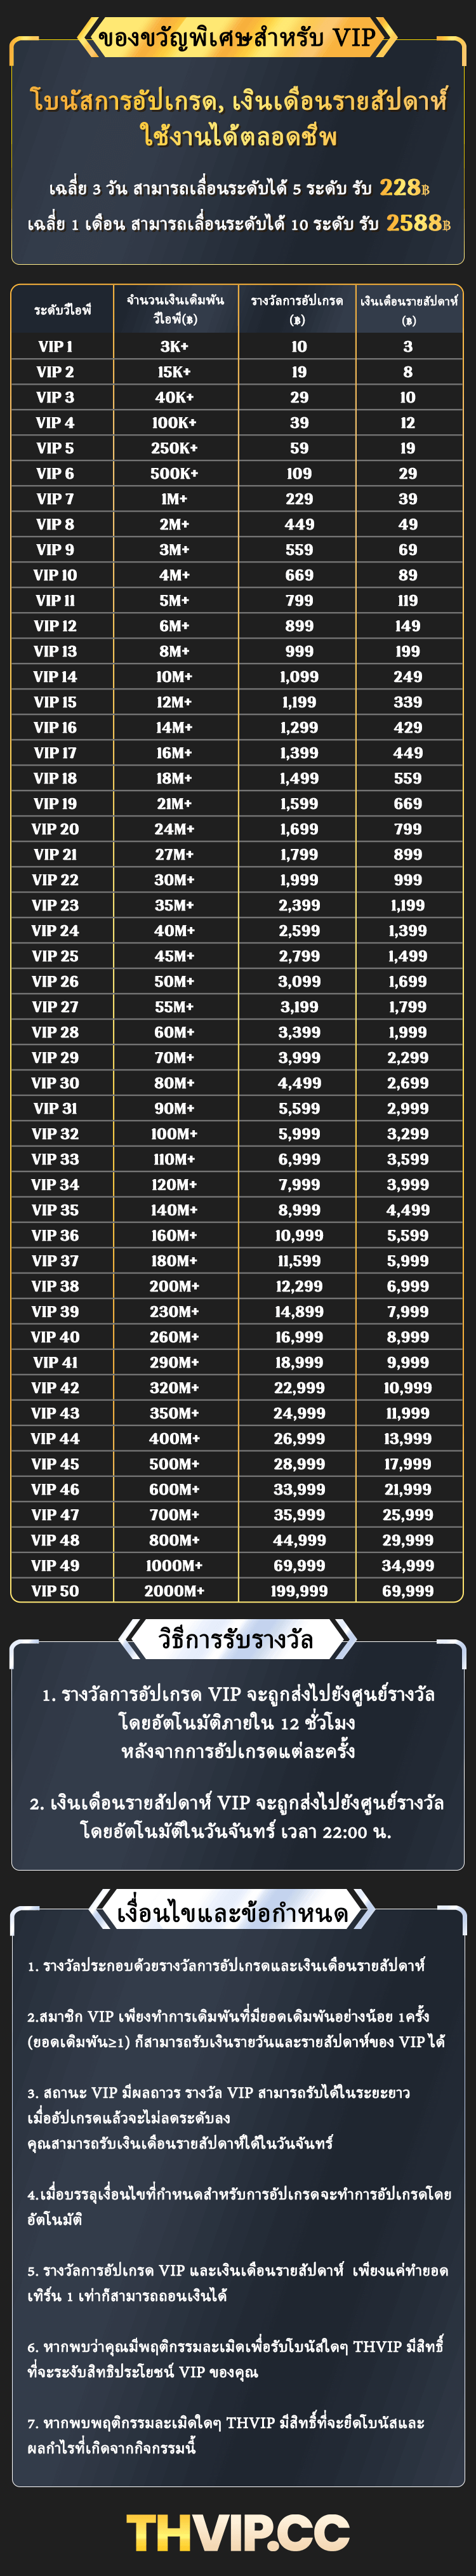 ของขวัญพิเศษสำหรับ VIP
โบนัสการอัปเกรด, เงินเดือนรายสัปดาห์
ใช้งานได้ตลอดชีพ
เฉลี่ย 3 วัน สามารถเลื่อนระดับได้ 5 ระดับ รับ 228฿
เฉลี่ย 1 เดือน สามารถเลื่อนระดับได้ 10 ระดับ รับ 2588฿
ระดับวีไอพี จำนวนเงินเดิมพันวีไอพี(฿) รางวัลการอัปเกรด (฿) เงินเดือนรายสัปดาห์ (฿)
VIP 1 3K+ 10 3
VIP 2 15K+ 19 8
VIP 3 40K+ 29 10
VIP 4 100K+ 39 12
VIP 5 250K+ 59 19
VIP 6 500K+ 109 29
VIP 7 1M+ 229 39
VIP 8 2M+ 449 49
VIP 9 3M+ 559 69
VIP 10 4M+ 669 89
VIP 11 5M+ 799 119
VIP 12 6M+ 899 149
VIP 13 8M+ 999 199
VIP 14 10M+ 1,099 249
VIP 15 12M+ 1,199 339
VIP 16 14M+ 1,299 429
VIP 17 16M+ 1,399 449
VIP 18 18M+ 1,499 559
VIP 19 21M+ 1,599 669
VIP 20 24M+ 1,699 799
VIP 21 27M+ 1,799 899
VIP 22 30M+ 1,999 999
VIP 23 35M+ 2,399 1,199
VIP 24 40M+ 2,599 1,399
VIP 25 45M+ 2,799 1,499
VIP 26 50M+ 3,099 1,699
VIP 27 55M+ 3,199 1,799
VIP 28 60M+ 3,399 1,999
VIP 29 70M+ 3,999 2,299
VIP 30 80M+ 4,499 2,699
VIP 31 90M+ 5,599 2,999
VIP 32 100M+ 5,999 3,299
VIP 33 110M+ 6,999 3,599
VIP 34 120M+ 7,999 3,999
VIP 35 140M+ 8,999 4,499
VIP 36 160M+ 10,999 5,599
VIP 37 180M+ 11,599 5,999
VIP 38 200M+ 12,299 6,999
VIP 39 230M+ 14,899 7,999
VIP 40 260M+ 16,999 8,999
VIP 41 290M+ 18,999 9,999
VIP 42 320M+ 22,999 10,999
VIP 43 350M+ 24,999 11,999
VIP 44 400M+ 26,999 13,999
VIP 45 500M+ 28,999 17,999
VIP 46 600M+ 33,999 21,999
VIP 47 700M+ 35,999 25,999
VIP 48 800M+ 44,999 29,999
VIP 49 1000M+ 69,999 34,999
VIP 50 2000M+ 199,999 69,999
วิธีการรับรางวัล
1. รางวัลการอัปเกรด VIP จะถูกส่งไปยังศูนย์รางวัล
โดยอัตโนมัติภายใน 12 ชั่วโมง
หลังจากการอัปเกรดแต่ละครั้ง
2. เงินเดือนรายสัปดาห์ VIP จะถูกส่งไปยังศูนย์รางวัล
โดยอัตโนมัติในวันจันทร์ เวลา 22:00 น.
เงื่อนไขและข้อกำหนด
1. รางวัลประกอบด้วยรางวัลการอัปเกรดและเงินเดือนรายสัปดาห์
2.สมาชิก VIP เพียงทำการเดิมพันที่มียอดเดิมพันอย่างน้อย 1ครั้ง
(ยอดเดิมพัน≥1) ก็สามารถรับเงินรายวันและรายสัปดาห์ของ VIP ได้
3. สถานะ VIP มีผลถาวร รางวัล VIP สามารถรับได้ในระยะยาว
เมื่ออัปเกรดแล้วจะไม่ลดระดับลง
คุณสามารถรับเงินเดือนรายสัปดาห์ได้ในวันจันทร์
4.เมื่อบรรลุเงื่อนไขที่กำหนดสำหรับการอัปเกรดจะทำการอัปเกรดโดย
อัตโนมัติ
5. รางวัลการอัปเกรด VIP และเงินเดือนรายสัปดาห์ เพียงแค่ทำยอด
เทิร์น 1 เท่าก็สามารถถอนเงินได้
6. หากพบว่าคุณมีพฤติกรรมละเมิดเพื่อรับโบนัสใดๆ THVIP มีสิทธิ์
ที่จะระงับสิทธิประโยชน์ VIP ของคุณ
7. หากพบพฤติกรรมละเมิดใดๆ THVIP มีสิทธิ์ที่จะยึดโบนัสและ
ผลกำไรที่เกิดจากกิจกรรมนี้
THVIP.CC